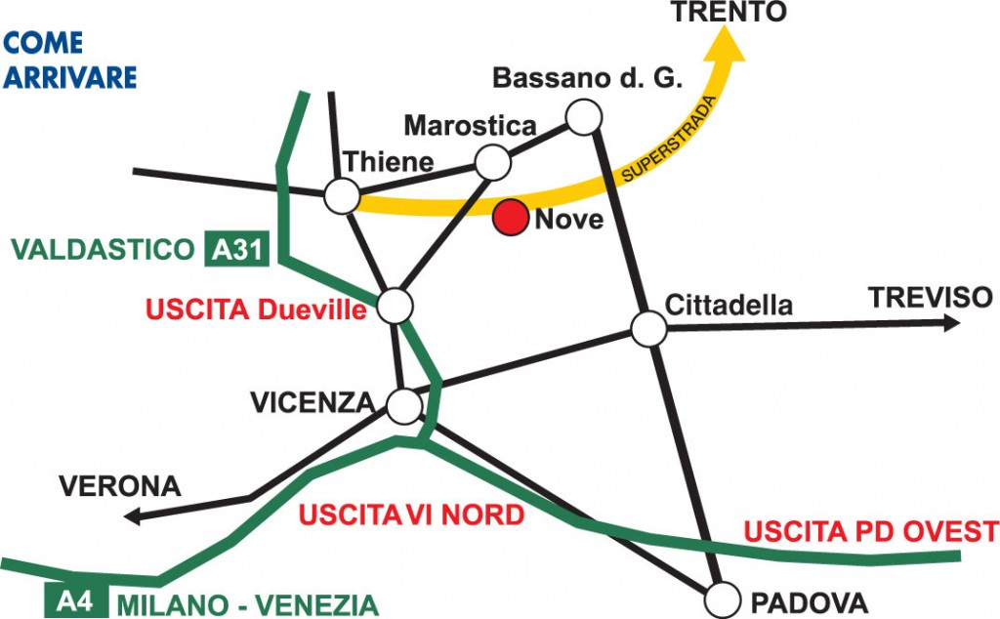 COME
ARRIVARE
TRENTO
Bassano d. G.
Marostica
Thiene
SUPERSTRADA
Nove
VALDASTICO A31
USCITA Dueville
Cittadella
TREVISO
VICENZA
VERONA
USCITA VI NORD
USCITA PD OVEST
A4 MILANO - VENEZIA
PADOVA